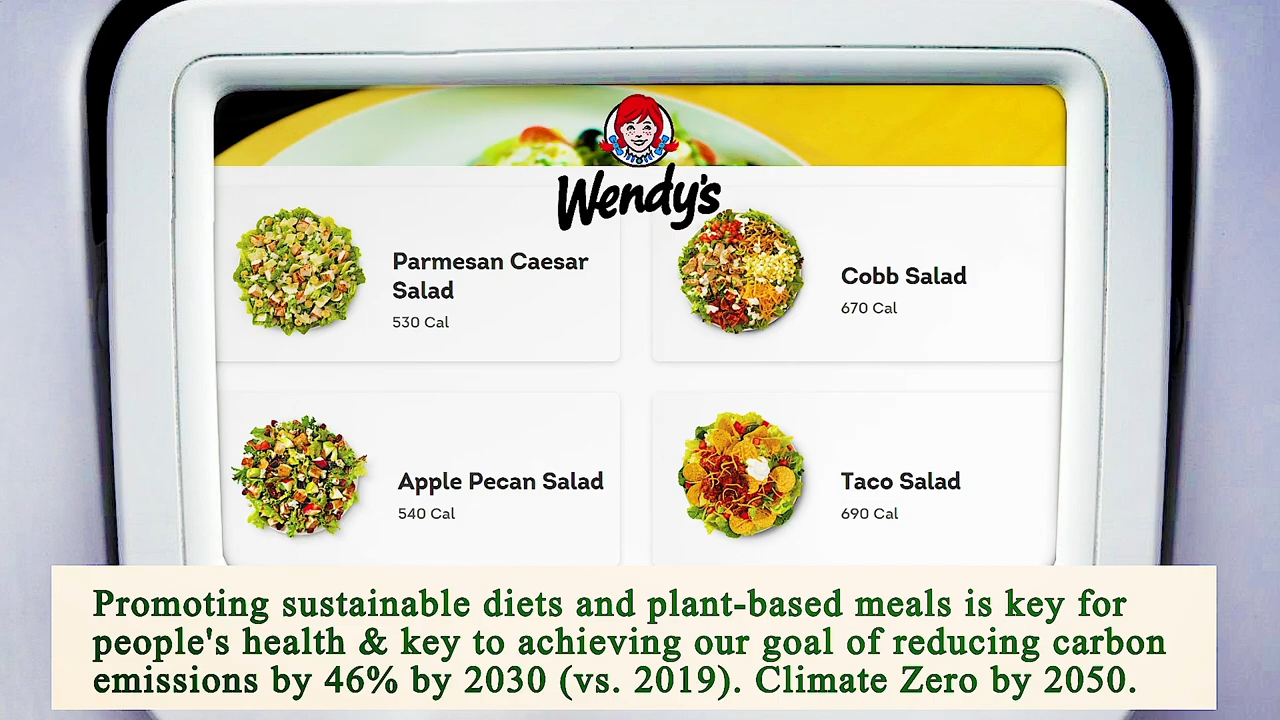 Wendy's
Parmesan Caesar
Salad
530 Cal
Cobb Salad
670 Cal
Apple Pecan Salad
540 Cal
Taco Salad
690 Cal
Promoting sustainable diets and plant-based meals is key for
people's health & key to achieving our goal of reducing carbon
emissions by 46% by 2030 (vs. 2019). Climate Zero by 2050.